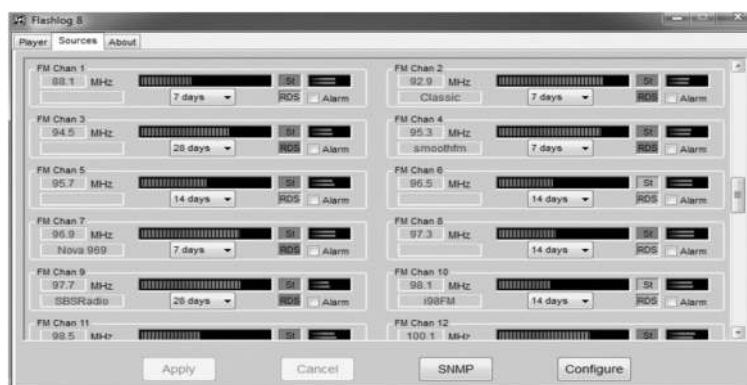 Flashlog 8
Player Sources About
FM Chan 1
88.1 MHz St
7 days RDS Alarm
FM Chan 2
92.9 MHz St
Classic 7 days RDS Alarm
FM Chan 3
94.5 MHz St
28 days RDS Alarm
FM Chan 4
95.3 MHz St
smoothfm 7 days RDS Alarm
FM Chan 5
95.7 MHz St
14 days RDS Alarm
FM Chan 6
96.5 MHz St
14 days RDS Alarm
FM Chan 7
96.9 MHz St
Nova 969 7 days RDS Alarm
FM Chan 8
97.3 MHz St
14 days RDS Alarm
FM Chan 9
97.7 MHz St
SBSRadio 28 days RDS Alarm
FM Chan 10
98.1 MHz St
i98FM 14 days RDS Alarm
FM Chan 11
98.5 MHz St
FM Chan 12
100.1 MHz St
Apply Cancel SNMP Configure